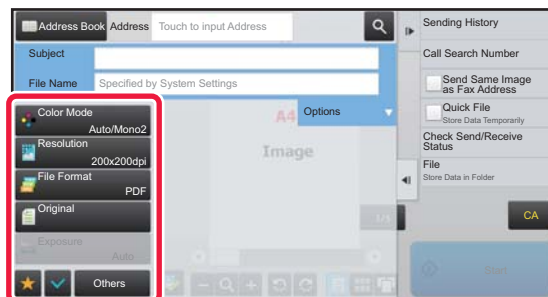 Address Book Address Touch to input Address
Subject
File Name Specified by System Settings
Color Mode
Auto/Mono2
Resolution
200x200dpi
File Format
PDF
Original
Exposure
Auto
Others
A4 Options
Image
1/1
Sending History
Call Search Number
Send Same Image
as Fax Address
Quick File
Store Data Temporarily
Check Send/Receive
Status
File
Store Data in Folder
CA
Start